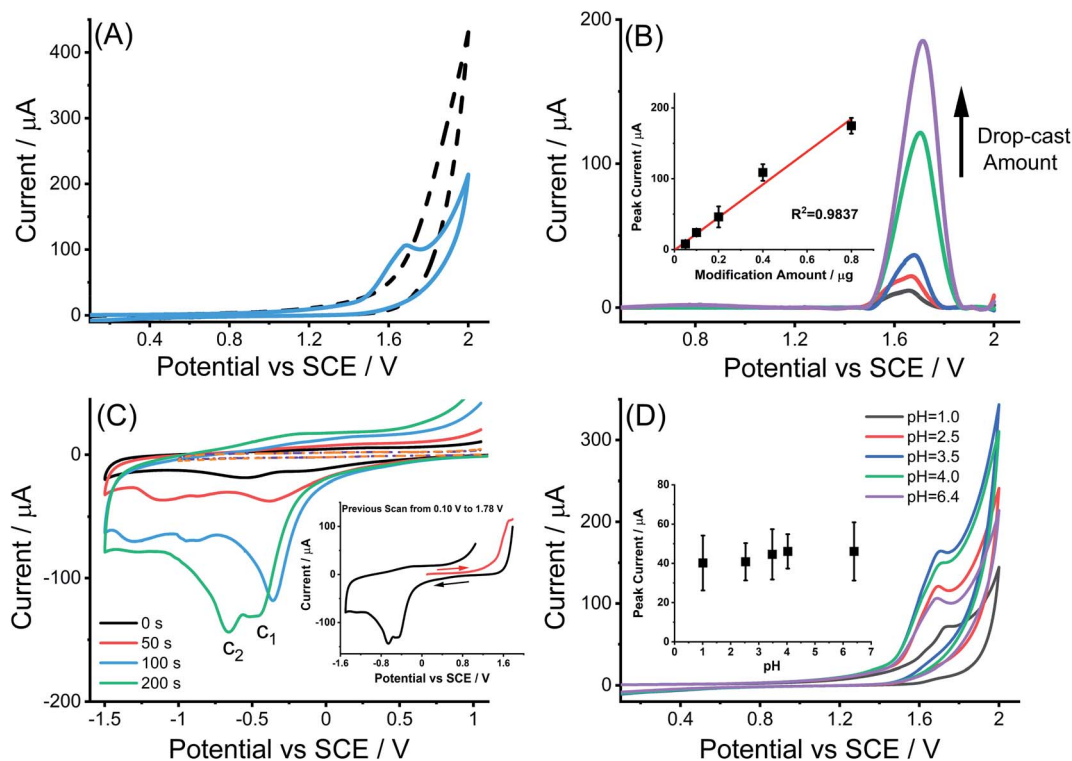 (A)
Current / μA
400
300
200
100
0
0.4
0.8
1.2
1.6
2
Potential vs SCE / V
(B)
Current / μA
200
100
0
0.8
1.2
1.6
2
Potential vs SCE / V
Drop-cast
Amount
Peak Current / μA
200
100
0
0
0.2
0.4
0.6
0.8
Modification Amount / μg
R²=0.9837
(C)
Current / μA
0
-100
-200
-1.5
-1
-0.5
0
0.5
1
Potential vs SCE / V
0 s
50 s
100 s
200 s
c₂
c₁
Previous Scan from 0.10 V to 1.78 V
Current / μA
100
0
-100
-1.6
-0.8
0
0.8
1.6
Potential vs SCE / V
(D)
Current / μA
300
200
100
0
0.4
0.8
1.2
1.6
2
Potential vs SCE / V
pH=1.0
pH=2.5
pH=3.5
pH=4.0
pH=6.4
Peak Current / μA
80
60
40
20
0
0
1
2
3
4
5
6
7
pH